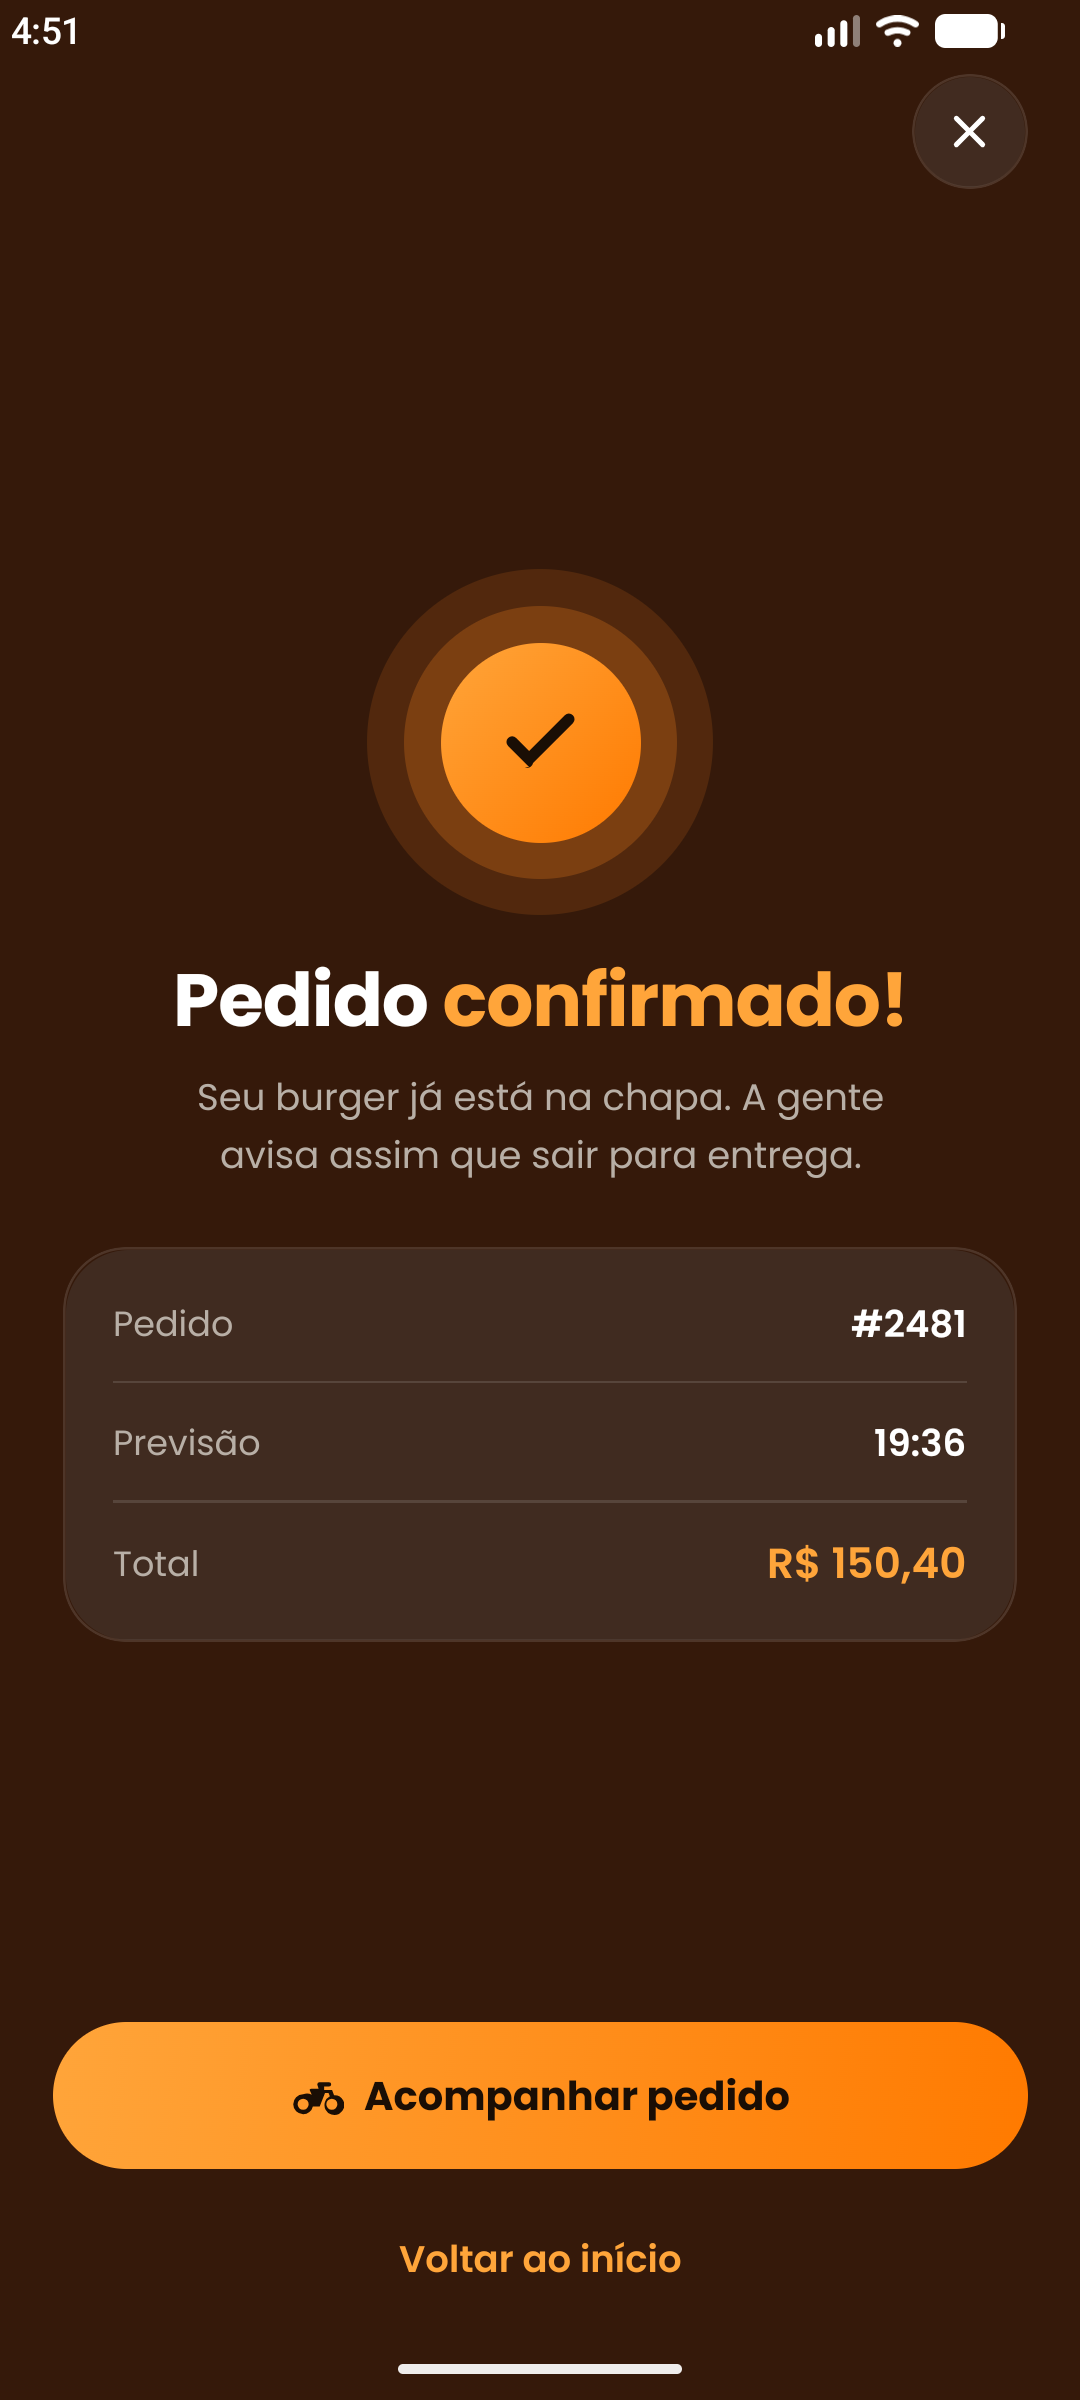 4:51
Pedido confirmado!
Seu burger já está na chapa. A gente
avisa assim que sair para entrega.
Pedido #2481
Previsão 19:36
Total R$ 150,40
Acompanhar pedido
Voltar ao início